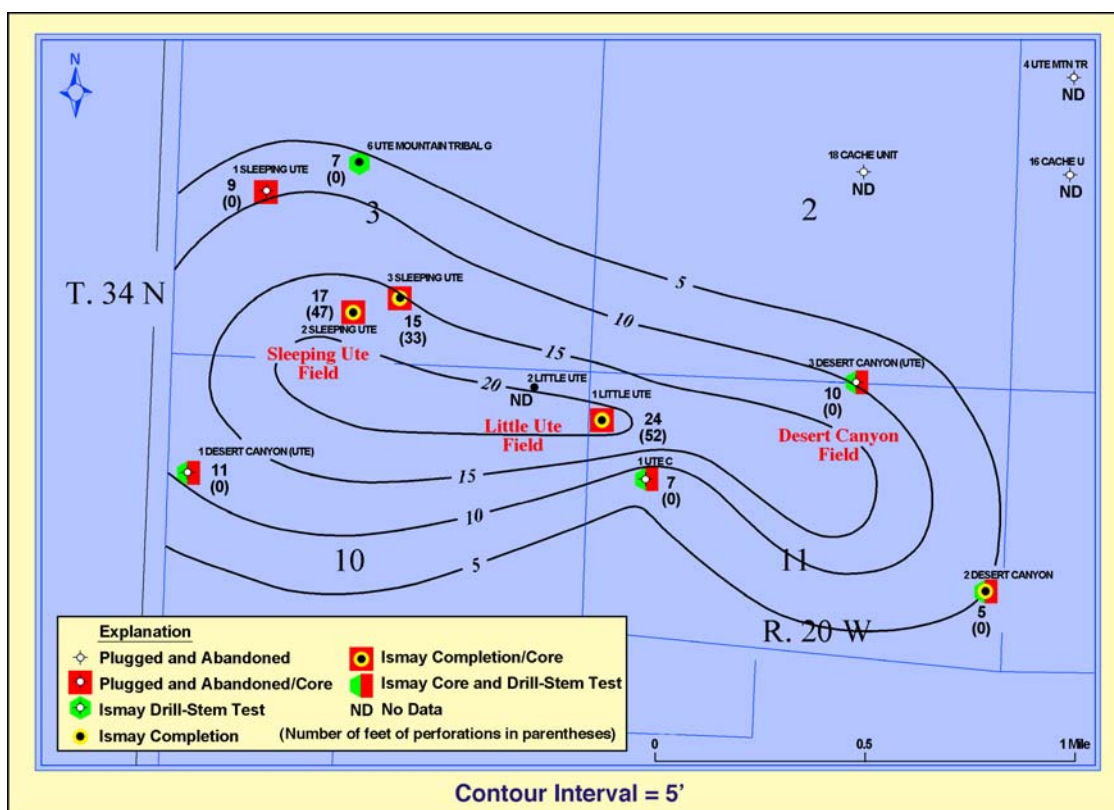 N
4 UTE MTN TR
ND
6 UTE MOUNTAIN TRIBAL G
7
(0)
18 CACHE UNIT
ND
16 CACHE U
ND
1 SLEEPING UTE
9
(0)
3
2
T. 34 N
5
3 SLEEPING UTE
17
(47)
15
(33)
10
2 SLEEPING UTE
Sleeping Ute
Field
15
3 DESERT CANYON (UTE)
10
(0)
20
2 LITTLE UTE
ND
1 LITTLE UTE
24
(52)
Little Ute
Field
Desert Canyon
Field
1 DESERT CANYON (UTE)
11
(0)
15
1 UTE C
7
(0)
10
5
10
11
2 DESERT CANYON
5
(0)
R. 20 W
Explanation
Plugged and Abandoned
Plugged and Abandoned/Core
Ismay Drill-Stem Test
Ismay Completion
Ismay Completion/Core
Ismay Core and Drill-Stem Test
ND No Data
(Number of feet of perforations in parentheses)
0 0.5 1 Mile
Contour Interval = 5'